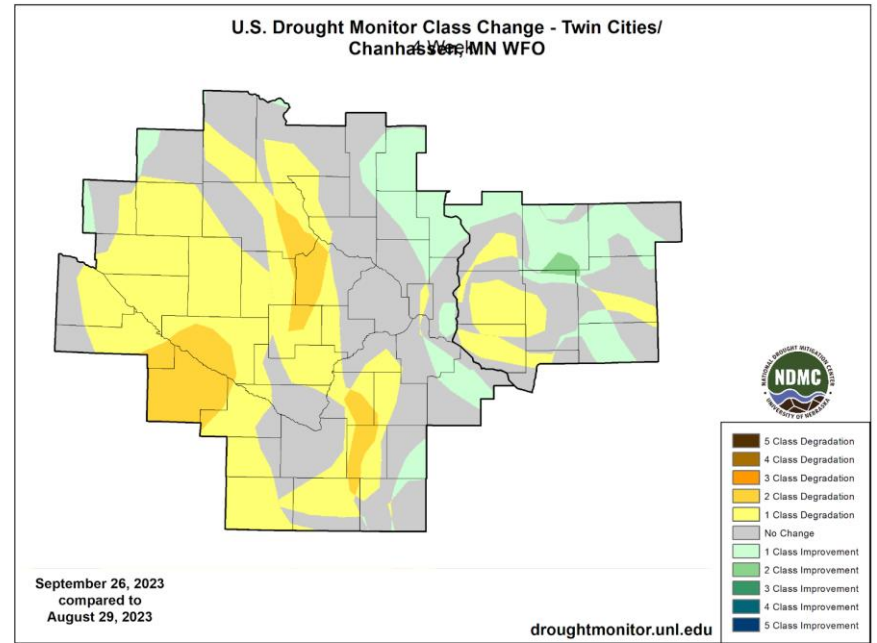 U.S. Drought Monitor Class Change - Twin Cities/
Chanhassen, MN WFO
4 Week
NATIONAL DROUGHT MITIGATION CENTER
NDMC
UNIVERSITY OF NEBRASKA
5 Class Degradation
4 Class Degradation
3 Class Degradation
2 Class Degradation
1 Class Degradation
No Change
1 Class Improvement
2 Class Improvement
3 Class Improvement
4 Class Improvement
5 Class Improvement
September 26, 2023
compared to
August 29, 2023
droughtmonitor.unl.edu